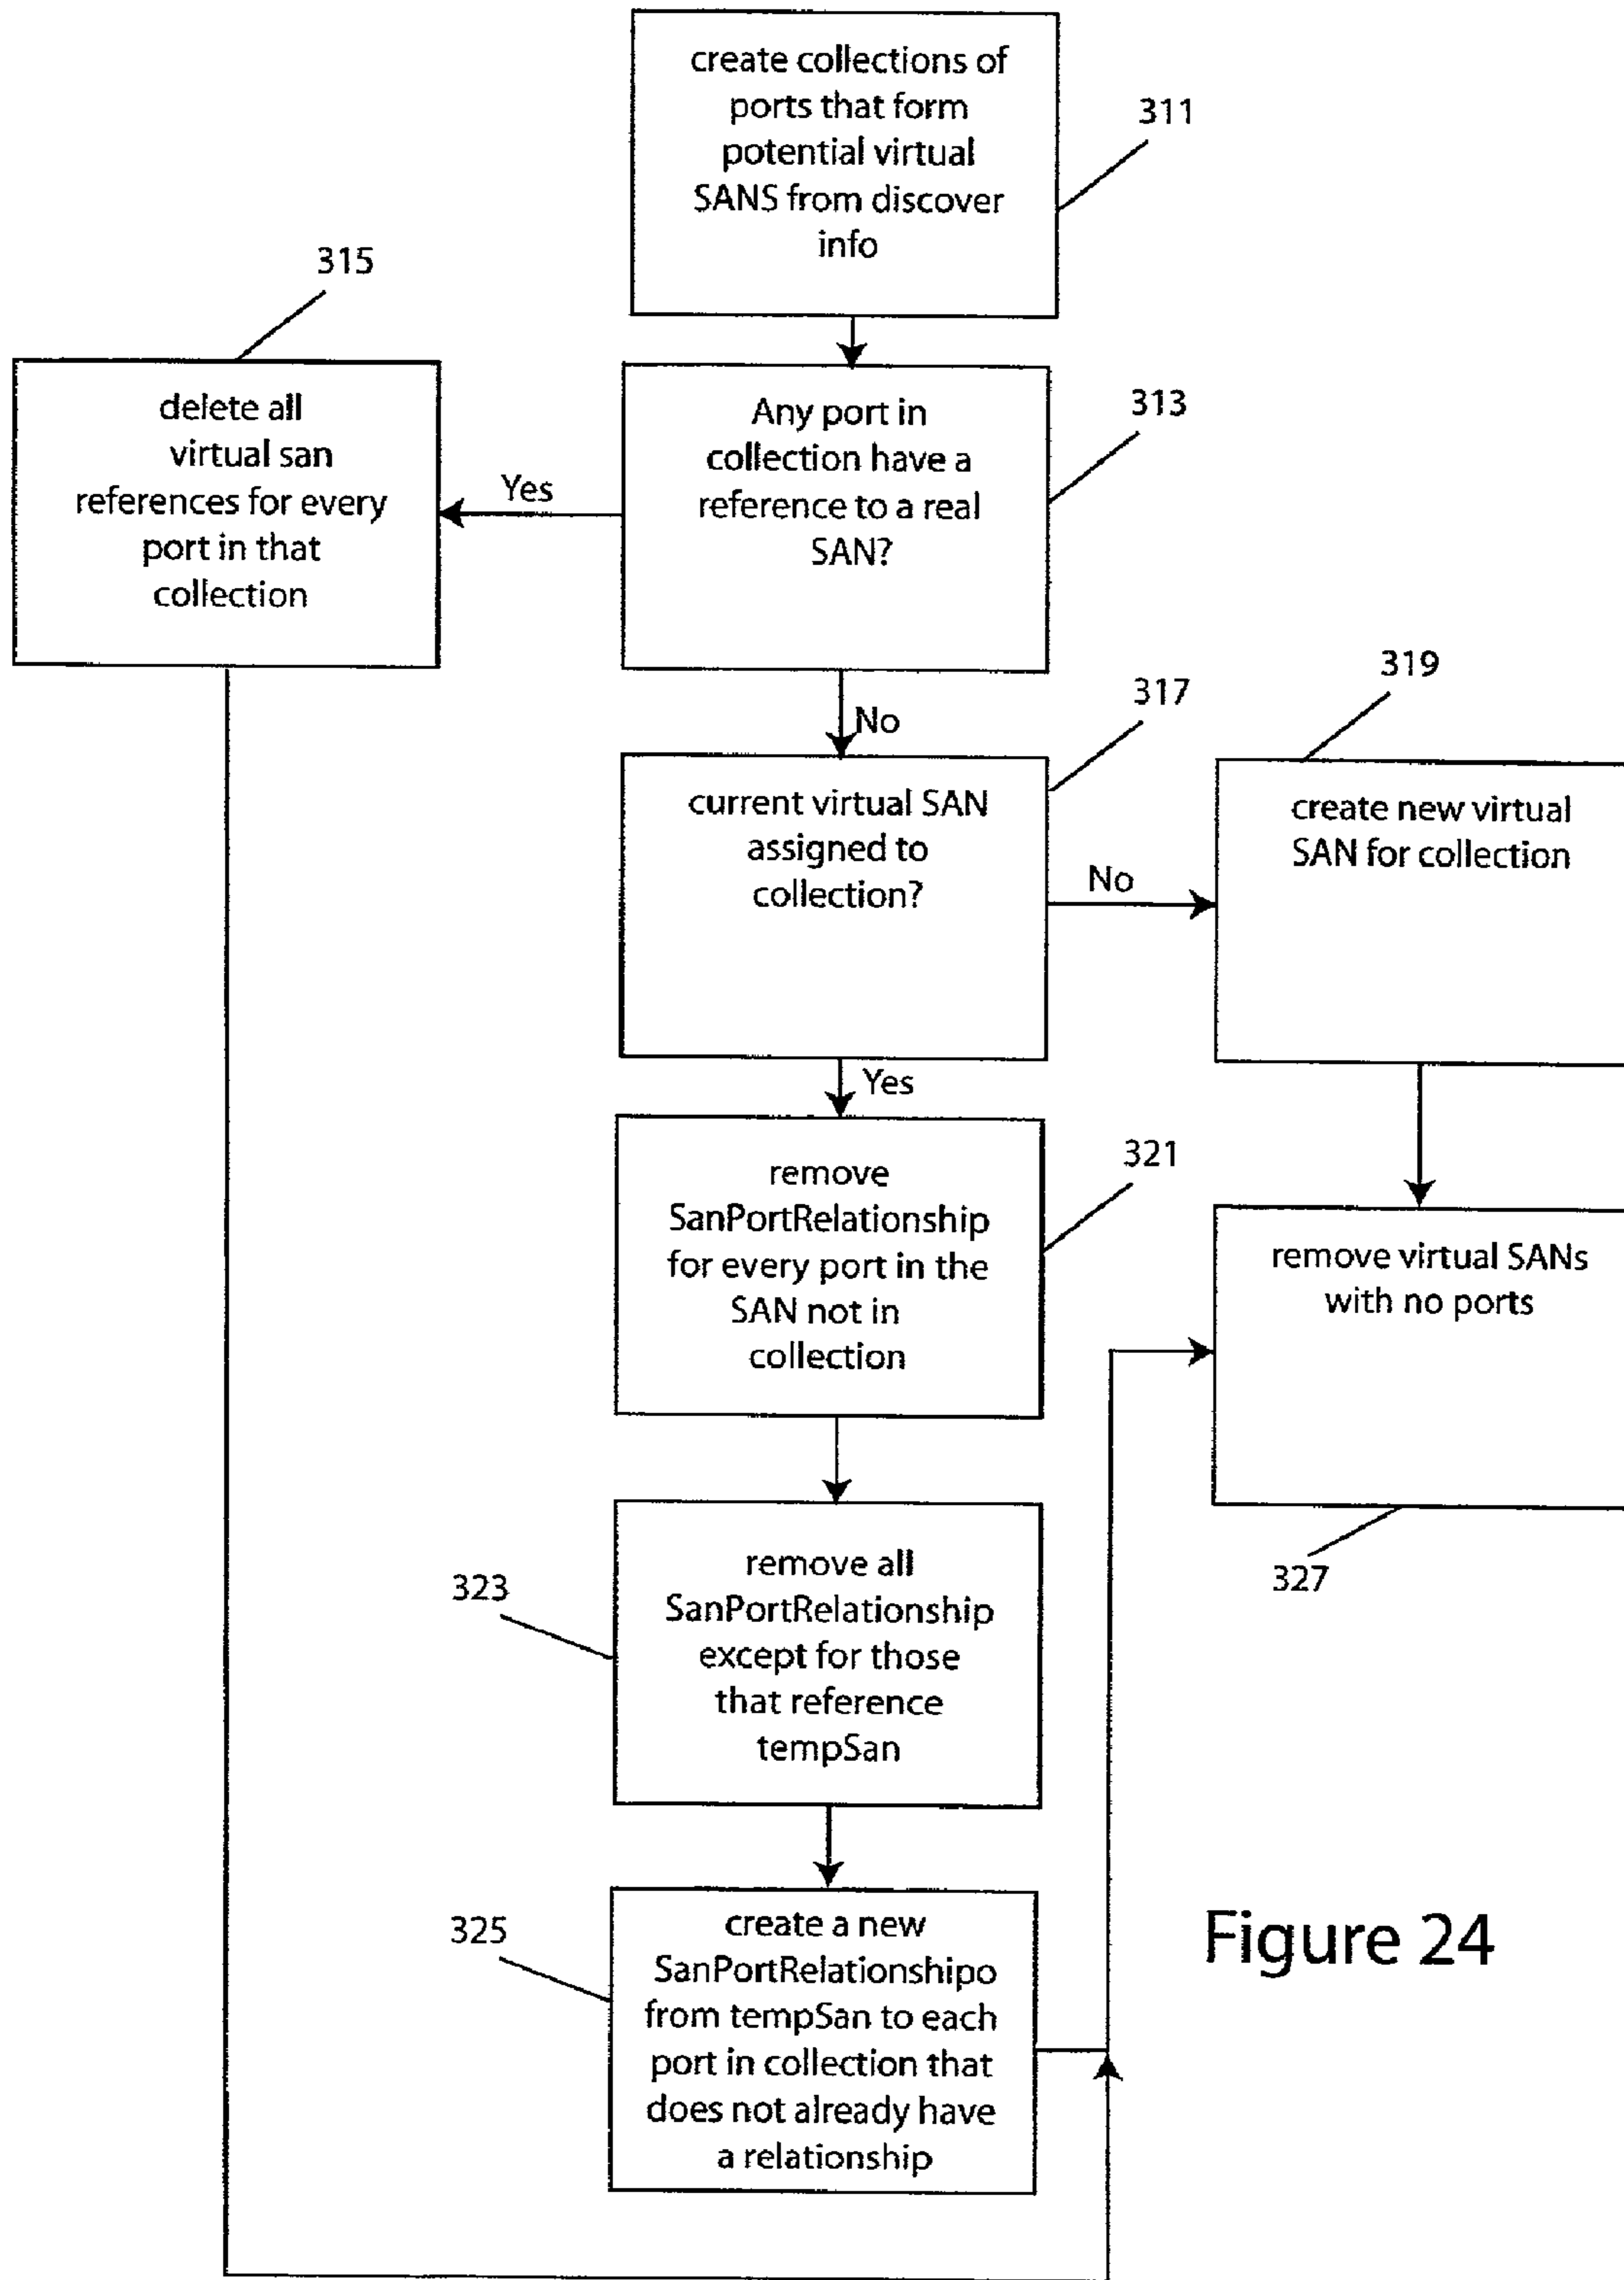 create collections of
ports that form
potential virtual
SANS from discover
info
311
315
delete all
virtual san
references for every
port in that
collection
Yes
Any port in
collection have a
reference to a real
SAN?
313
No
317
319
current virtual SAN
assigned to
collection?
No
create new virtual
SAN for collection
Yes
remove
SanPortRelationship
for every port in the
SAN not in
collection
321
remove virtual SANs
with no ports
327
323
remove all
SanPortRelationship
except for those
that reference
tempSan
325
create a new
SanPortRelationshipo
from tempSan to each
port in collection that
does not already have
a relationship
Figure 24